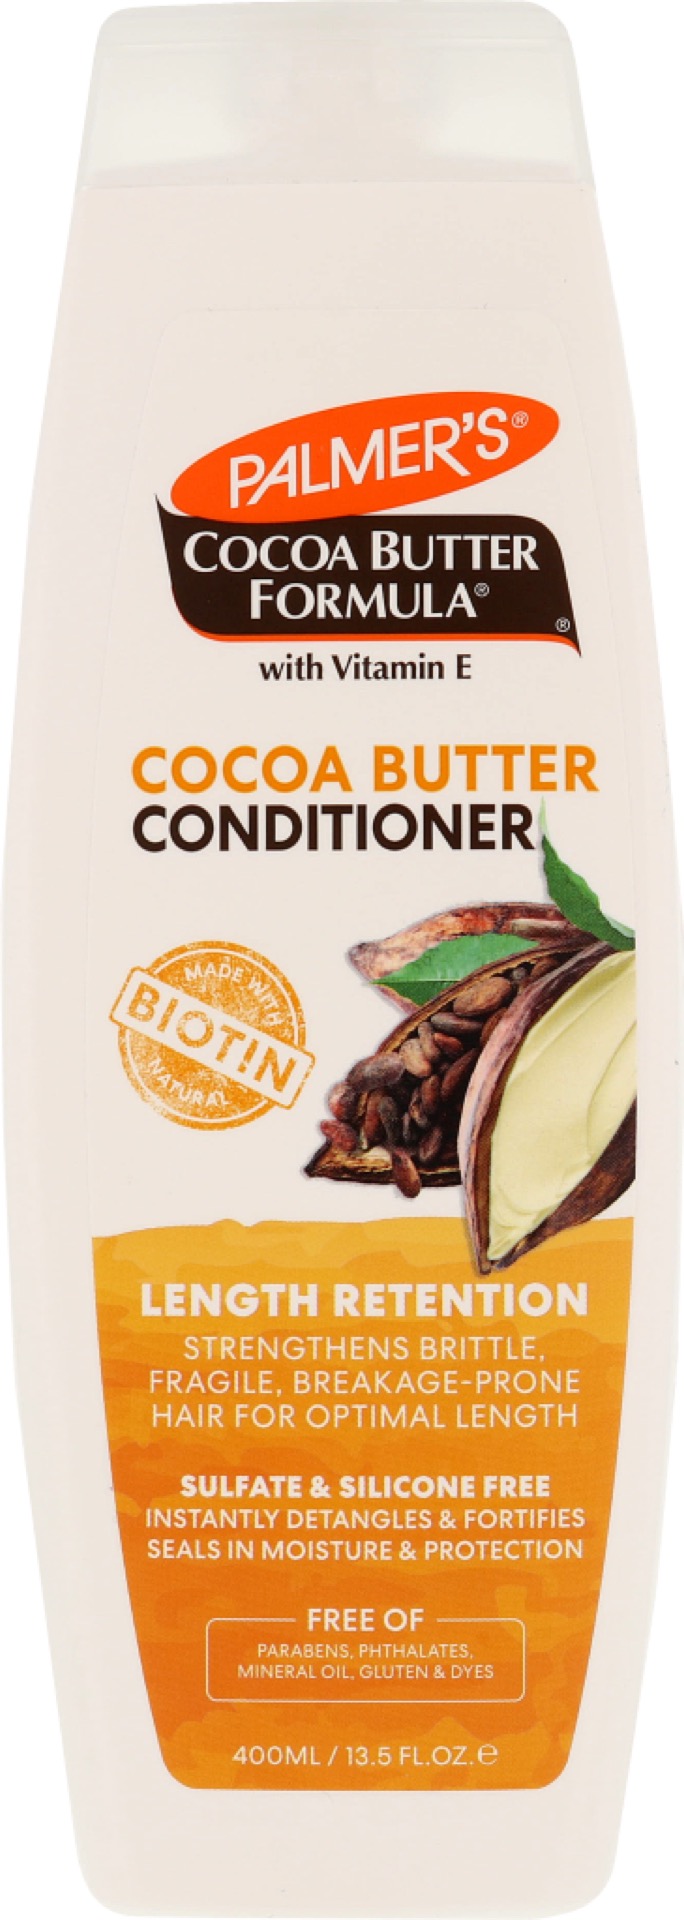 PALMER'S®
COCOA BUTTER
FORMULA®
®
with Vitamin E
COCOA BUTTER
CONDITIONER
MADE WITH
BIOTIN
NATURAL
LENGTH RETENTION
STRENGTHENS BRITTLE,
FRAGILE, BREAKAGE-PRONE
HAIR FOR OPTIMAL LENGTH
SULFATE & SILICONE FREE
INSTANTLY DETANGLES & FORTIFIES
SEALS IN MOISTURE & PROTECTION
FREE OF
PARABENS, PHTHALATES,
MINERAL OIL, GLUTEN & DYES
400ML / 13.5 FL.OZ.℮